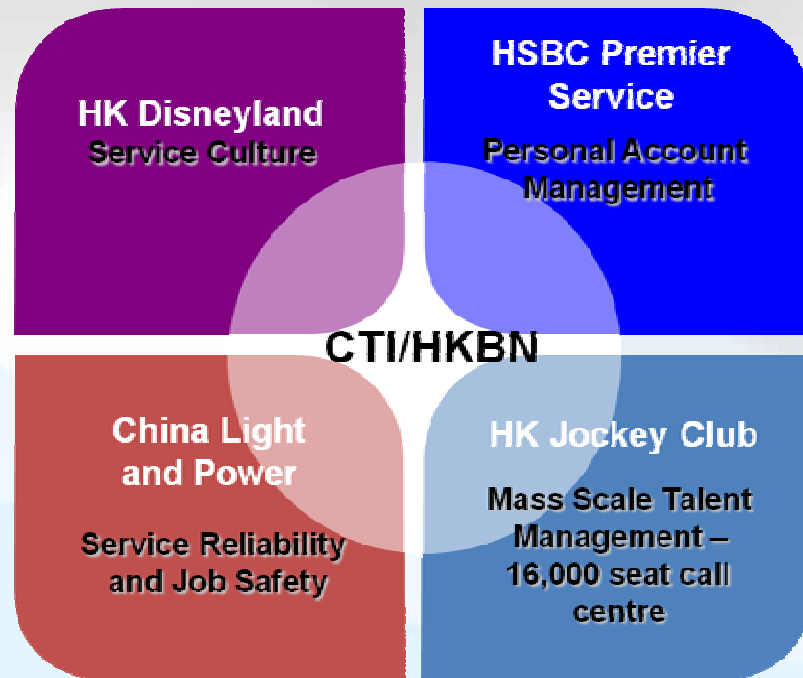 HK Disneyland
Service Culture
HSBC Premier
Service
Personal Account
Management
CTI/HKBN
China Light
and Power
Service Reliability
and Job Safety
HK Jockey Club
Mass Scale Talent
Management –
16,000 seat call
centre